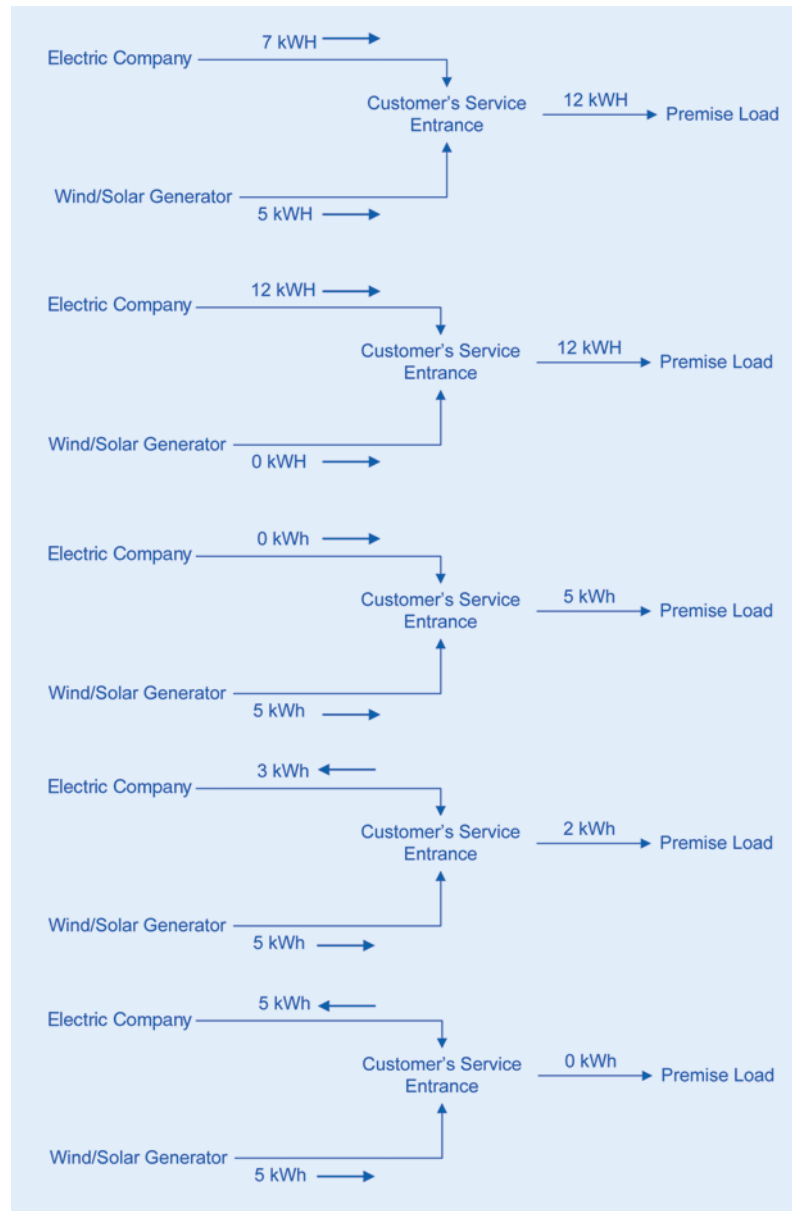 7 kWH
Electric Company
Customer's Service
Entrance
12 kWH
Premise Load
Wind/Solar Generator
5 kWH
12 kWH
Electric Company
Customer's Service
Entrance
12 kWH
Premise Load
Wind/Solar Generator
0 kWH
0 kWh
Electric Company
Customer's Service
Entrance
5 kWh
Premise Load
Wind/Solar Generator
5 kWh
3 kWh
Electric Company
Customer's Service
Entrance
2 kWh
Premise Load
Wind/Solar Generator
5 kWh
5 kWh
Electric Company
Customer's Service
Entrance
0 kWh
Premise Load
Wind/Solar Generator
5 kWh